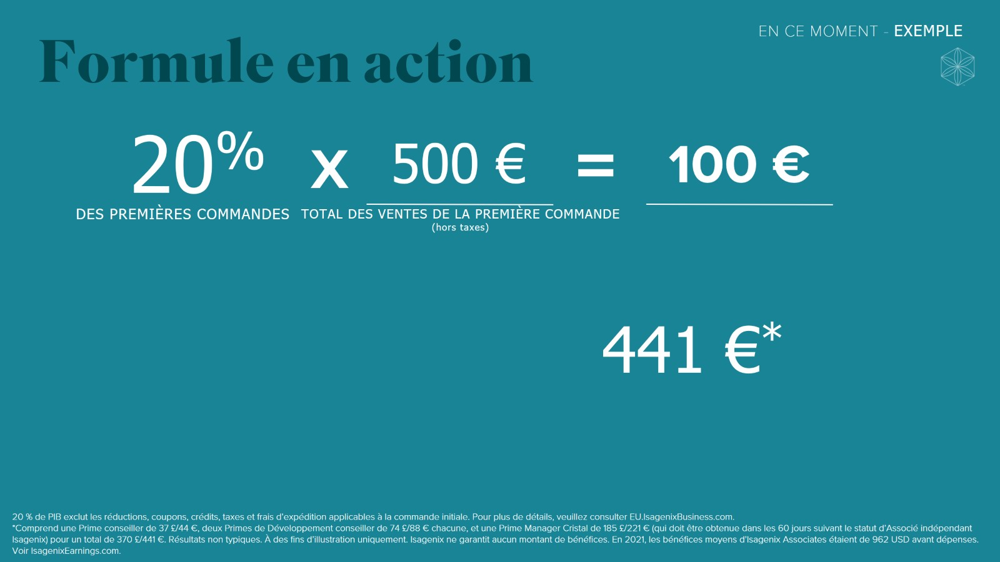 EN CE MOMENT - EXEMPLE
Formule en action
20% x 500 € = 100 €
DES PREMIÈRES COMMANDES TOTAL DES VENTES DE LA PREMIÈRE COMMANDE
(hors taxes)
441 €*
20 % de PIB exclut les réductions, coupons, crédits, taxes et frais d'expédition applicables à la commande initiale. Pour plus de détails, veuillez consulter EU.IsagenixBusiness.com.
*Comprend une Prime conseiller de 37 £/44 €, deux Primes de Développement conseiller de 74 £/88 € chacune, et une Prime Manager Cristal de 185 £/221 € (qui doit être obtenue dans les 60 jours suivant le statut d'Associé indépendant
Isagenix) pour un total de 370 £/441 €. Résultats non typiques. À des fins d'illustration uniquement. Isagenix ne garantit aucun montant de bénéfices. En 2021, les bénéfices moyens d'Isagenix Associates étaient de 962 USD avant dépenses.
Voir IsagenixEarnings.com.